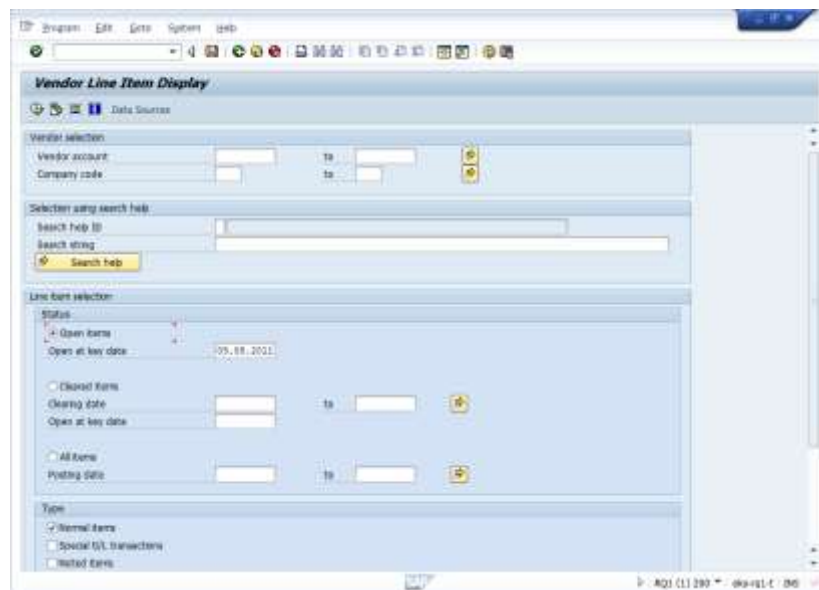 Program Edit Goto System Help
Vendor Line Item Display
Data Sources
Vendor selection
Vendor account to
Company code to
Selection using search help
Search help ID
Search string
Search help
Line item selection
Status
Open items
Open at key date
Cleared items
Clearing date to
Open at key date
All items
Posting date to
Type
Normal items
Special G/L transactions
Noted items
SAP
INS